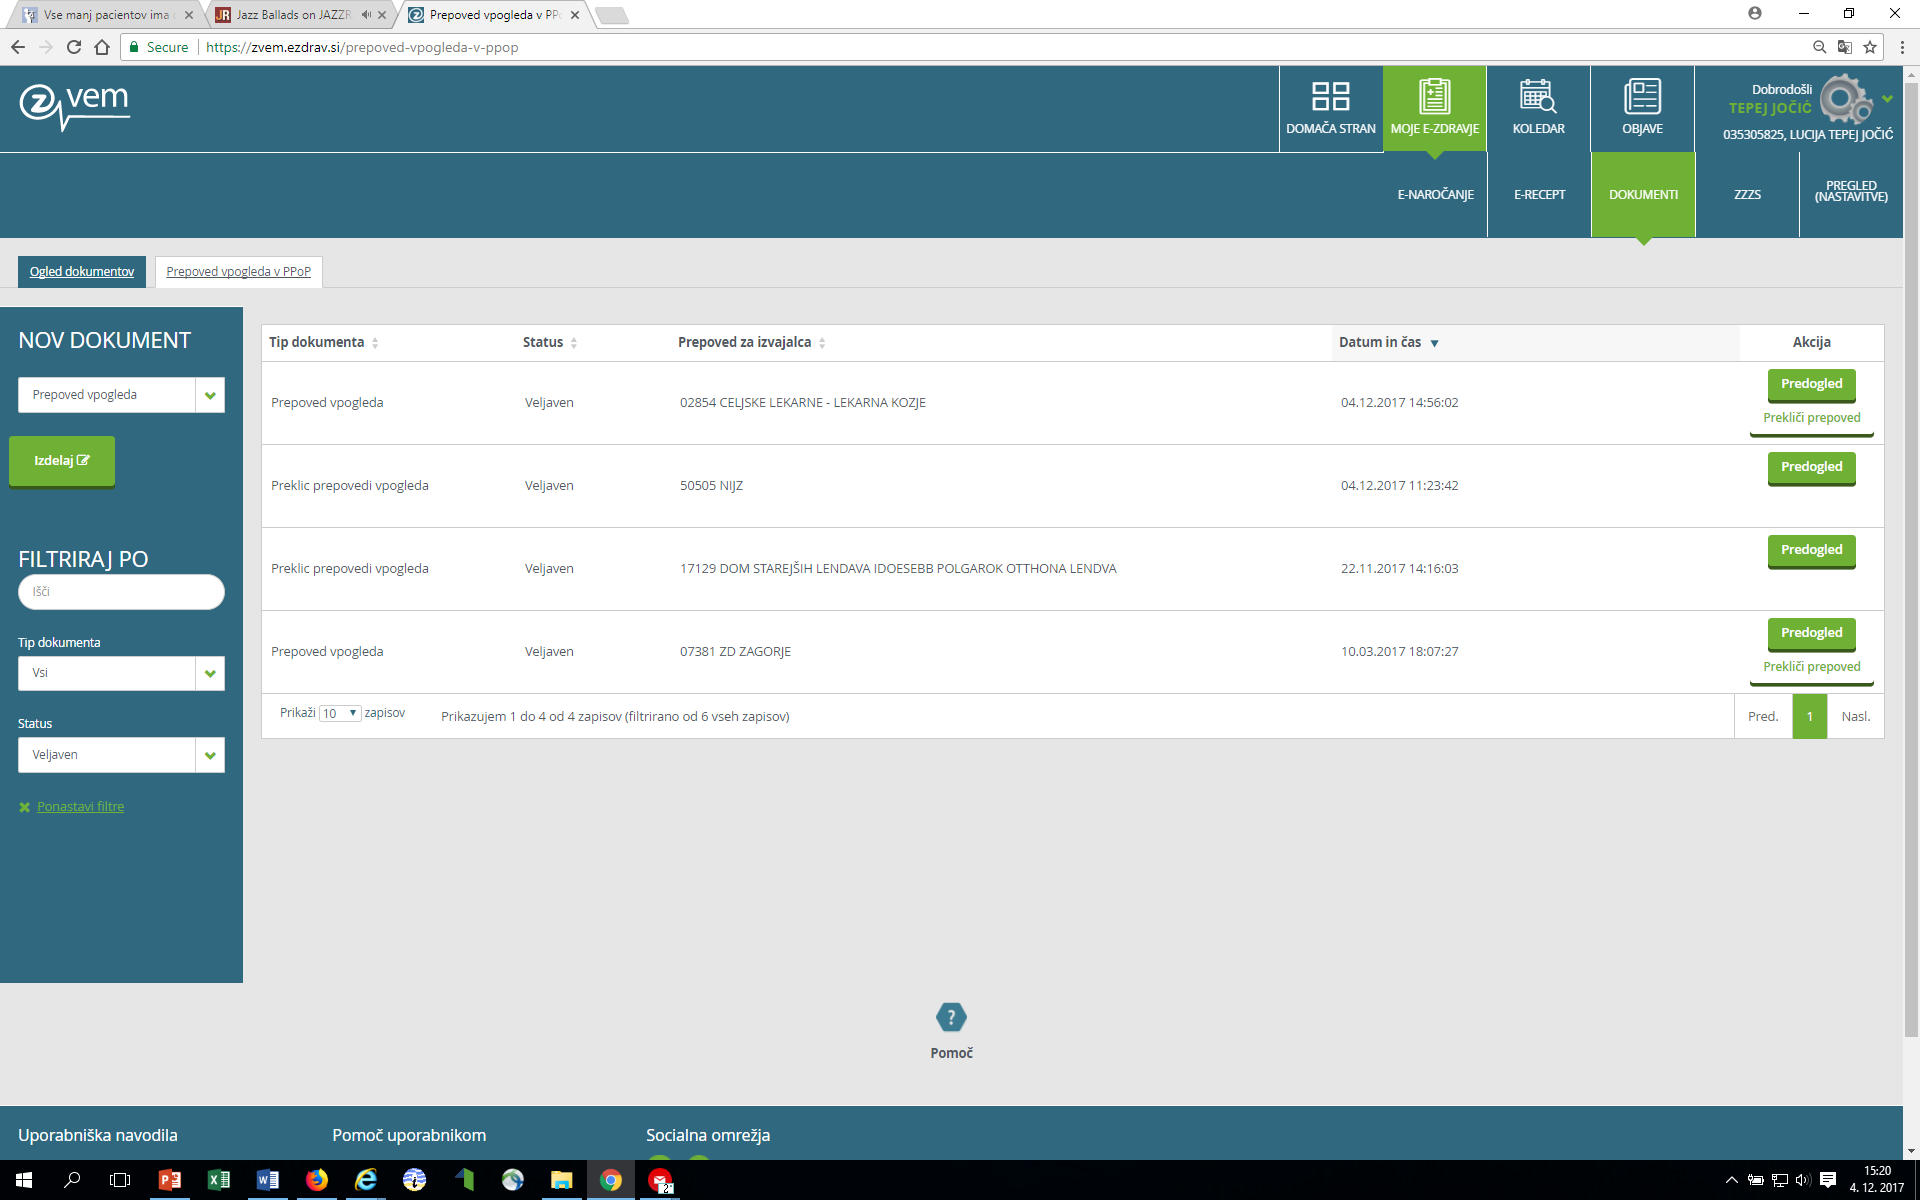 Vse manj pacientov ima
Jazz Ballads on JAZZR
Prepoved vpogleda v PP
Secure
https://zvem.ezdrav.si/prepoved-vpogleda-v-ppop
zvem
DOMAČA STRAN
MOJE E-ZDRAVJE
KOLEDAR
OBJAVE
Dobrodošli
TEPEJ JOČIĆ
035305825, LUCIJA TEPEJ JOČIĆ
E-NAROČANJE
E-RECEPT
DOKUMENTI
ZZZS
PREGLED
(NASTAVITVE)
Ogled dokumentov
Prepoved vpogleda v PPoP
NOV DOKUMENT
Prepoved vpogleda
Izdelaj
FILTRIRAJ PO
Išči
Tip dokumenta
Vsi
Status
Veljaven
Ponastavi filtre
Tip dokumenta Status Prepoved za izvajalca Datum in čas Akcija
Prepoved vpogleda Veljaven 02854 CELJSKE LEKARNE - LEKARNA KOZJE 04.12.2017 14:56:02 Predogled
Prekliči prepoved
Preklic prepovedi vpogleda Veljaven 50505 NIJZ 04.12.2017 11:23:42 Predogled
Preklic prepovedi vpogleda Veljaven 17129 DOM STAREJŠIH LENDAVA IDOESEBB POLGAROK OTTHONA LENDVA 22.11.2017 14:16:03 Predogled
Prepoved vpogleda Veljaven 07381 ZD ZAGORJE 10.03.2017 18:07:27 Predogled
Prekliči prepoved
Prikaži 10 zapisov Prikazujem 1 do 4 od 4 zapisov (filtrirano od 6 vseh zapisov) Pred. 1 Nasl.
?
Pomoč
Uporabniška navodila
Pomoč uporabnikom
Socialna omrežja
15:20
4. 12. 2017